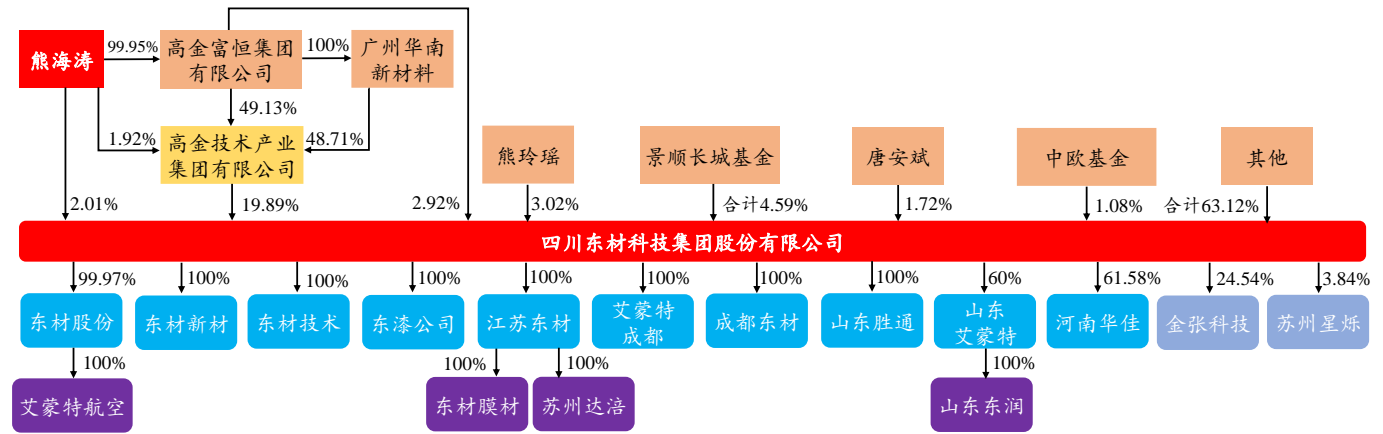 熊海涛
99.95%
高金富恒集团
有限公司
100%
广州华南
新材料
49.13%
1.92%
高金技术产业
集团有限公司
48.71%
熊玲瑶
景顺长城基金
唐安斌
中欧基金
其他
2.01%
19.89%
2.92%
3.02%
合计4.59%
1.72%
1.08%
合计63.12%
四川东材科技集团股份有限公司
99.97%
100%
100%
100%
100%
100%
100%
100%
60%
61.58%
24.54%
3.84%
东材股份
东材新材
东材技术
东漆公司
江苏东材
艾蒙特
成都
成都东材
山东胜通
山东
艾蒙特
河南华佳
金张科技
苏州星烁
100%
100%
100%
100%
艾蒙特航空
东材膜材
苏州达涪
山东东润